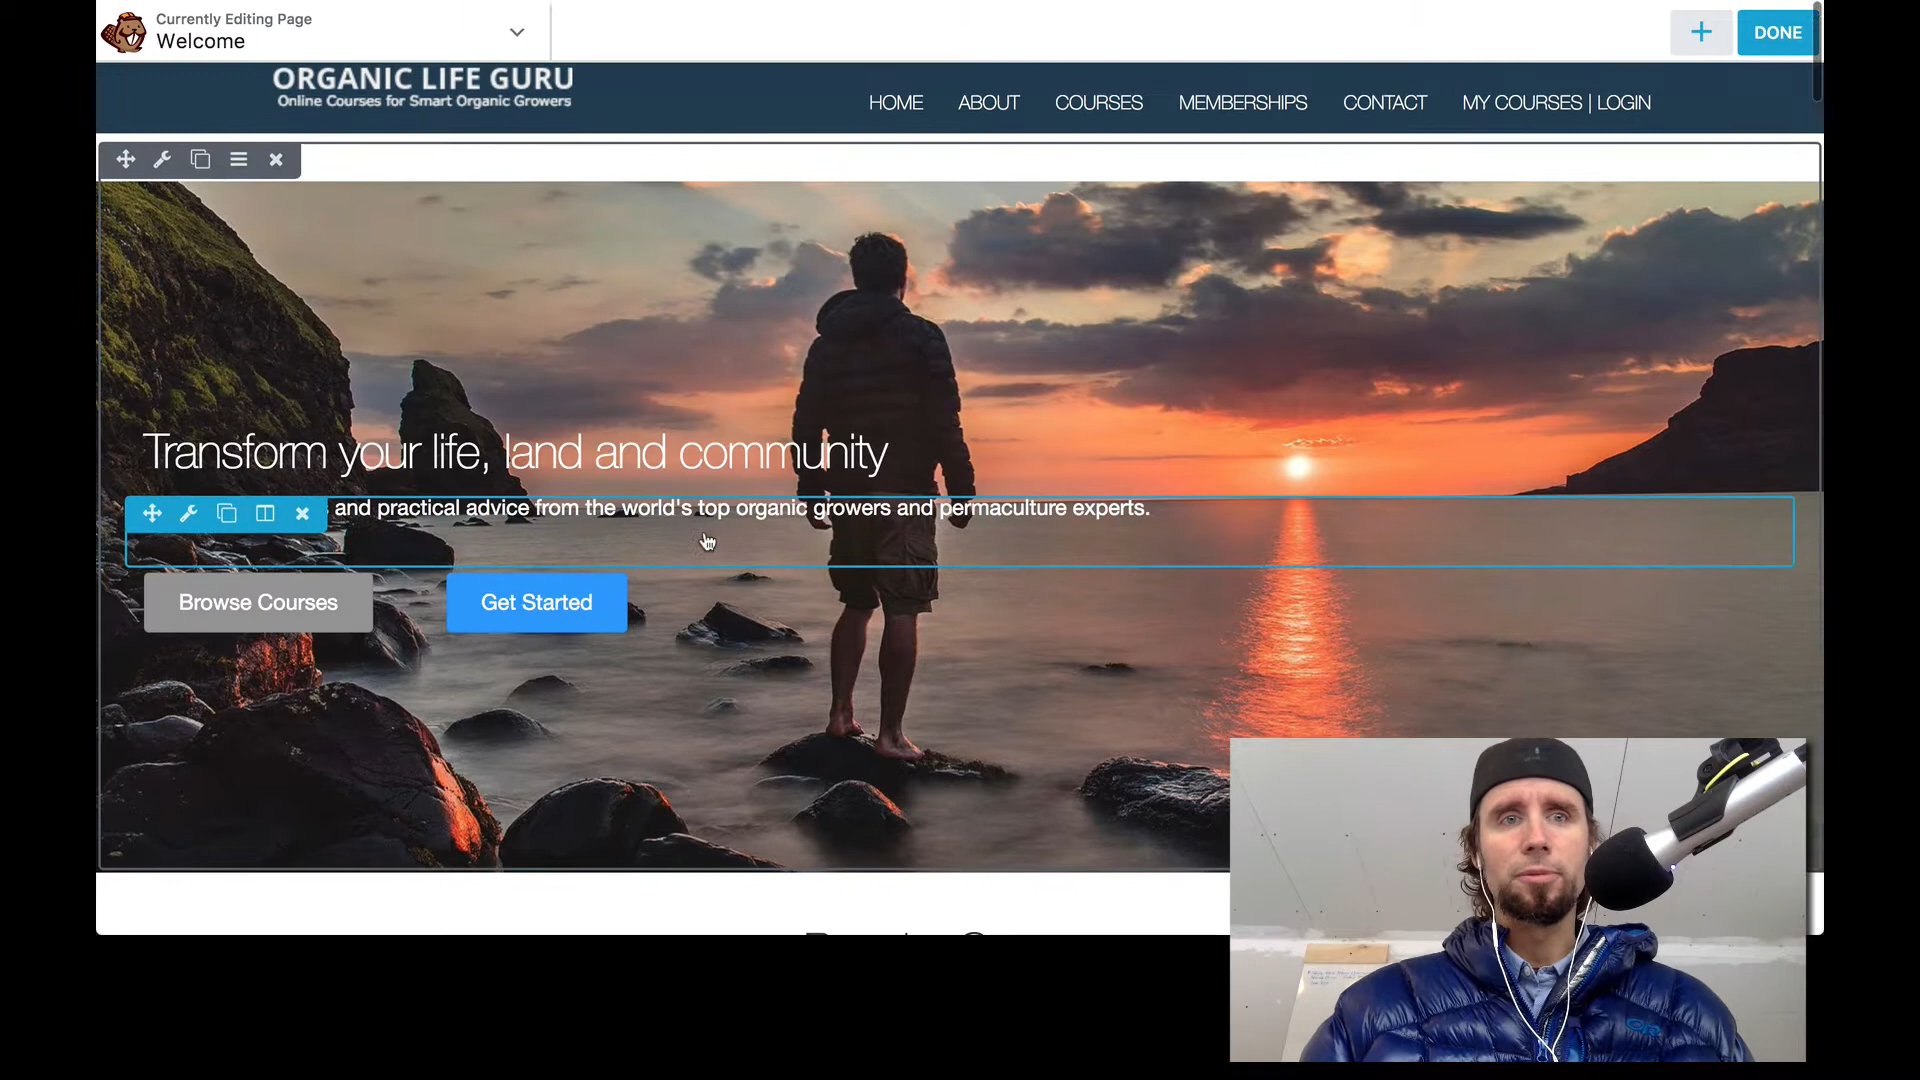 Currently Editing Page
Welcome
DONE
ORGANIC LIFE GURU
Online Courses for Smart Organic Growers
HOME ABOUT COURSES MEMBERSHIPS CONTACT MY COURSES | LOGIN
Transform your life, land and community
and practical advice from the world's top organic growers and permaculture experts.
Browse Courses Get Started